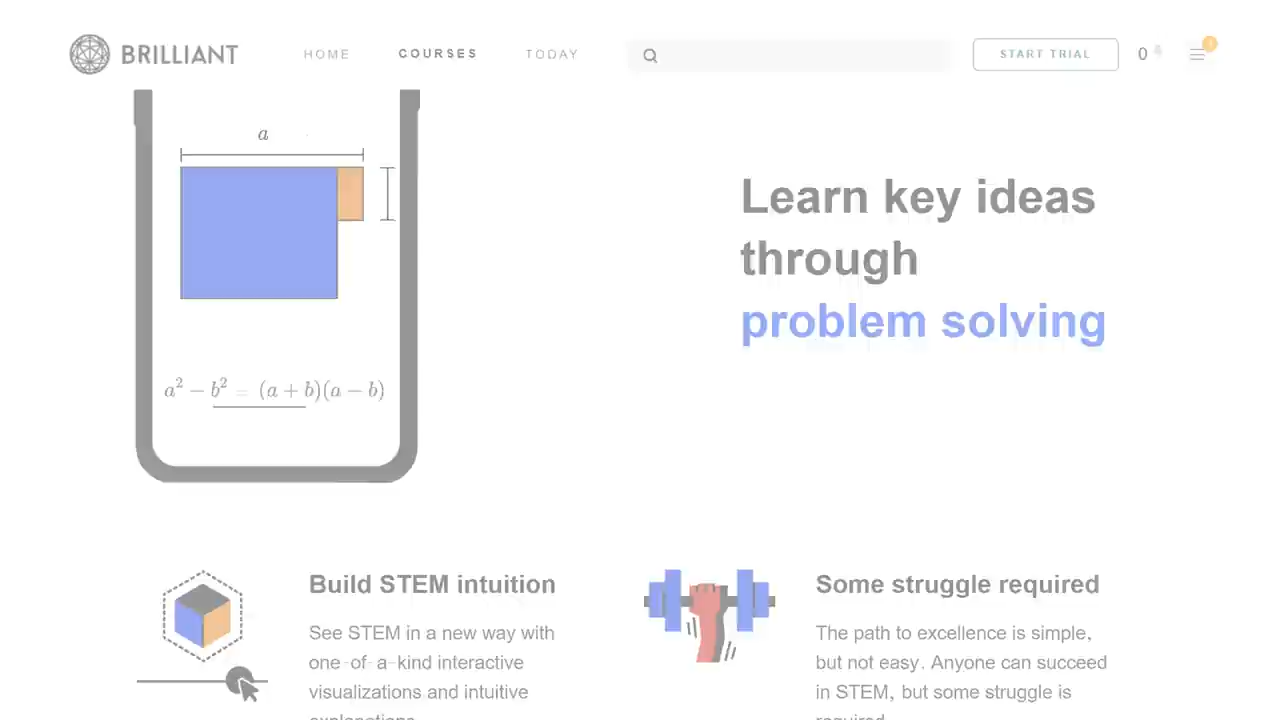 BRILLIANT
HOME COURSES TODAY
START TRIAL
0
a
a² − b² = (a + b)(a − b)
Learn key ideas
through
problem solving
Build STEM intuition
See STEM in a new way with
one-of-a-kind interactive
visualizations and intuitive
explanations.
Some struggle required
The path to excellence is simple,
but not easy. Anyone can succeed
in STEM, but some struggle is
required.